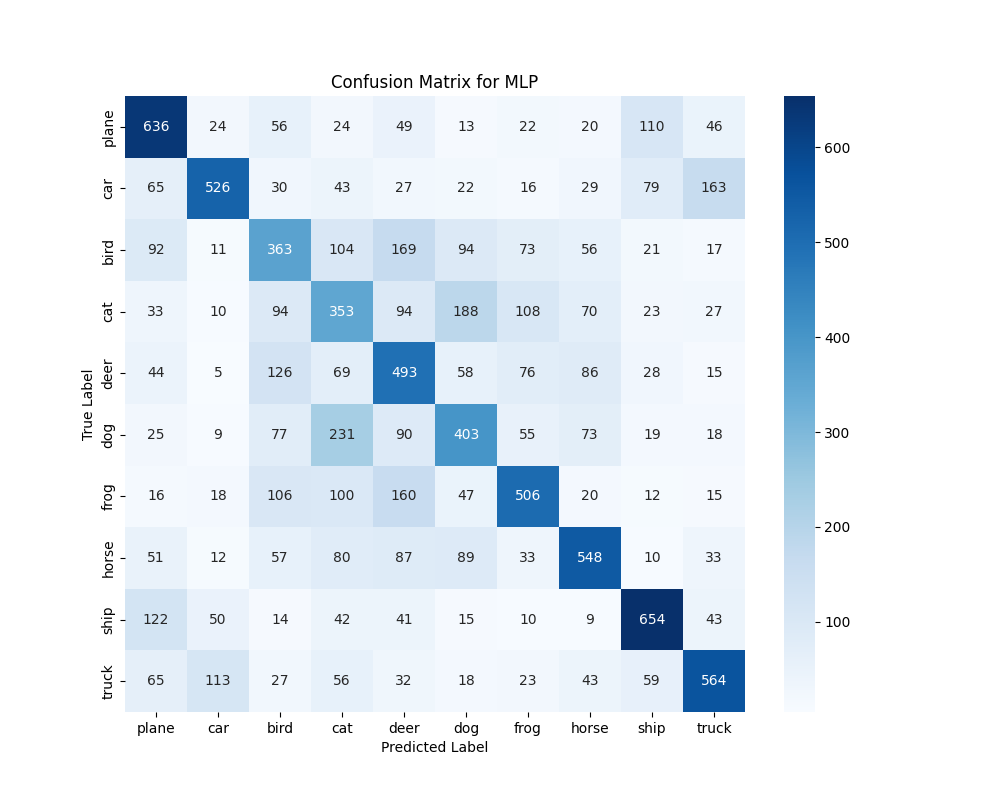 Confusion Matrix for MLP
plane 636 24 56 24 49 13 22 20 110 46
car 65 526 30 43 27 22 16 29 79 163
bird 92 11 363 104 169 94 73 56 21 17
cat 33 10 94 353 94 188 108 70 23 27
deer 44 5 126 69 493 58 76 86 28 15
dog 25 9 77 231 90 403 55 73 19 18
frog 16 18 106 100 160 47 506 20 12 15
horse 51 12 57 80 87 89 33 548 10 33
ship 122 50 14 42 41 15 10 9 654 43
truck 65 113 27 56 32 18 23 43 59 564
plane car bird cat deer dog frog horse ship truck
Predicted Label
True Label
600
500
400
300
200
100